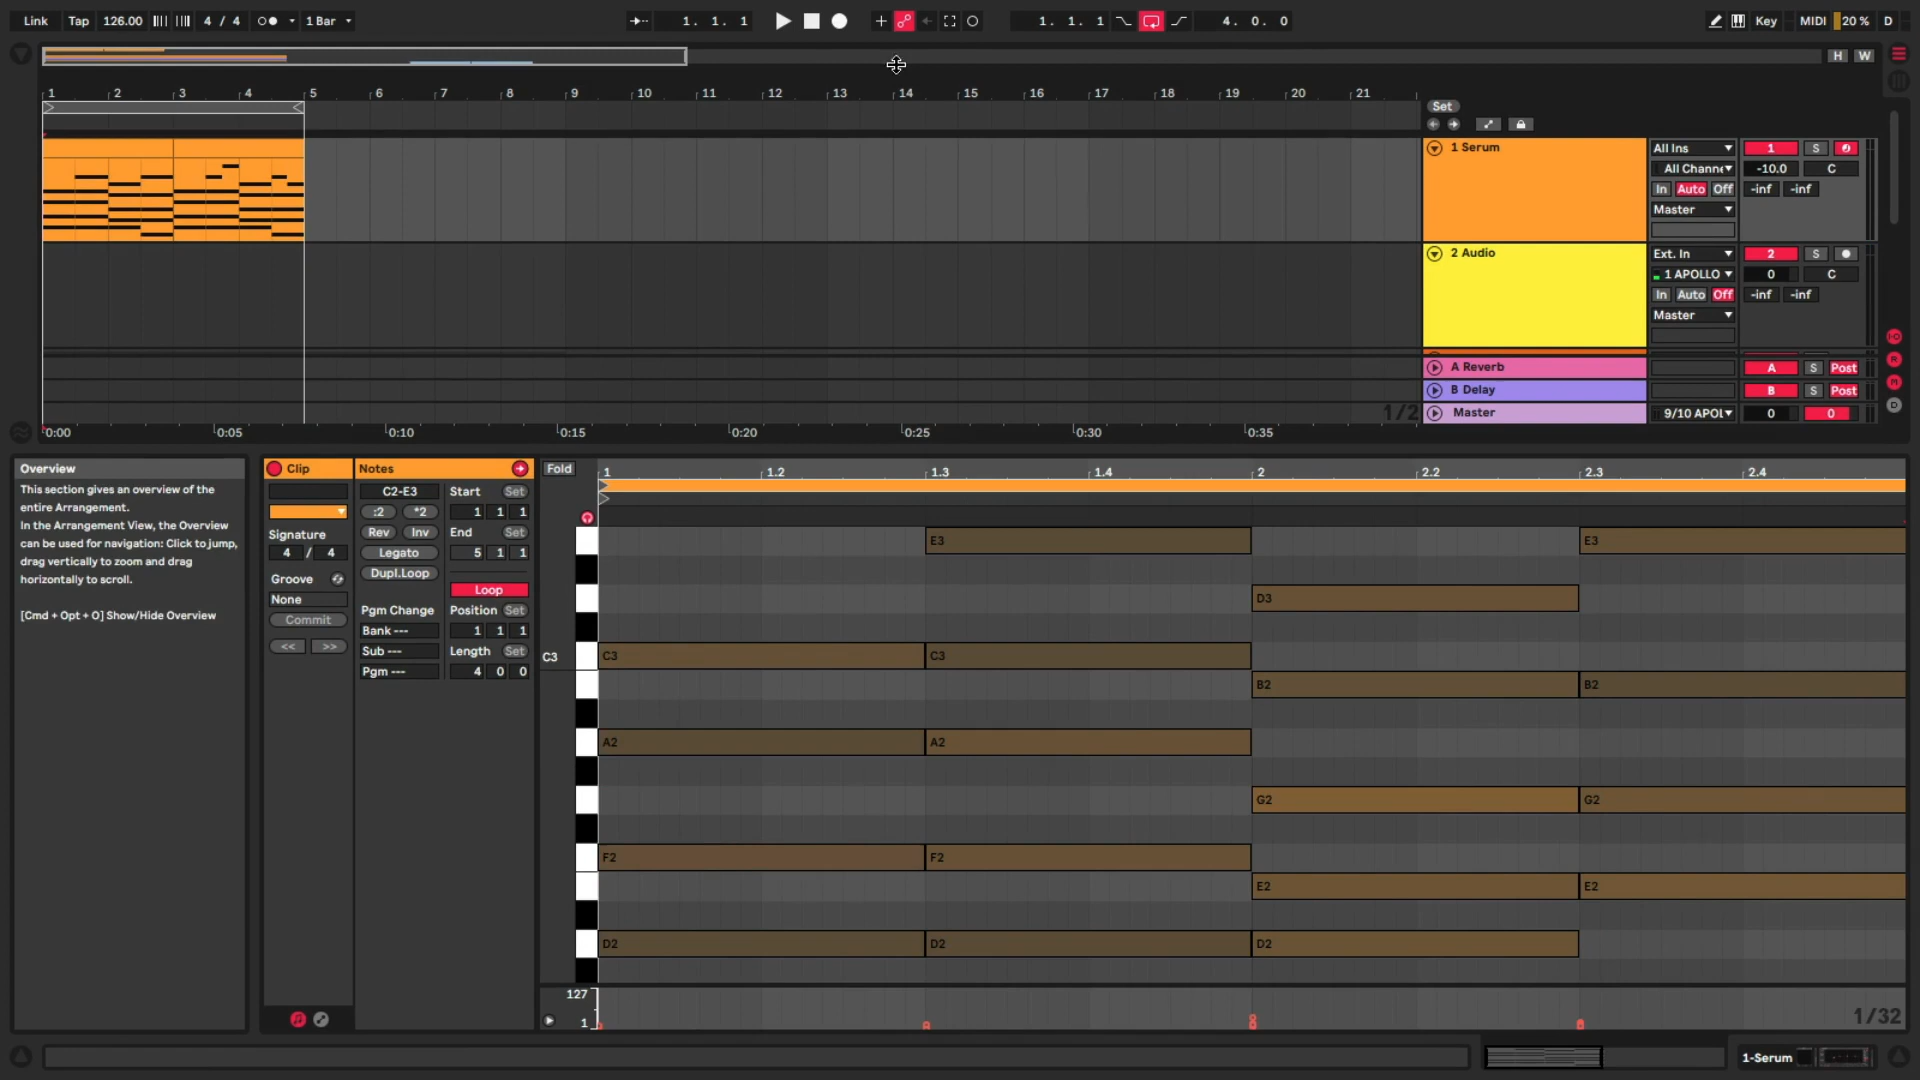 Link Tap 126.00 4 / 4 1 Bar 1. 1. 1 1. 1. 1 4. 0. 0 Key MIDI 20 % D
H W
1 2 3 4 5 6 7 8 9 10 11 12 13 14 15 16 17 18 19 20 21
Set
1 Serum All Ins 1 S
All Channe -10.0 C
In Auto Off -inf -inf
Master
2 Audio Ext. In 2 S
1 APOLLO 0 C
In Auto Off -inf -inf
Master
A Reverb A S Post
B Delay B S Post
1/2 Master 9/10 APOL 0 0
0:00 0:05 0:10 0:15 0:20 0:25 0:30 0:35
Overview
This section gives an overview of the
entire Arrangement.
In the Arrangement View, the Overview
can be used for navigation: Click to jump,
drag vertically to zoom and drag
horizontally to scroll.
[Cmd + Opt + O] Show/Hide Overview
Clip
Signature
4 / 4
Groove
None
Commit
<< >>
Notes
C2-E3
:2 *2
Rev Inv
Legato
Dupl.Loop
Pgm Change
Bank ---
Sub ---
Pgm ---
Start Set
1 1 1
End Set
5 1 1
Loop
Position Set
1 1 1
Length Set
4 0 0
Fold 1 1.2 1.3 1.4 2 2.2 2.3 2.4
E3 E3
D3
C3 C3 C3
B2 B2
A2 A2
G2 G2
F2 F2
E2 E2
D2 D2 D2
127
1 1/32
1-Serum